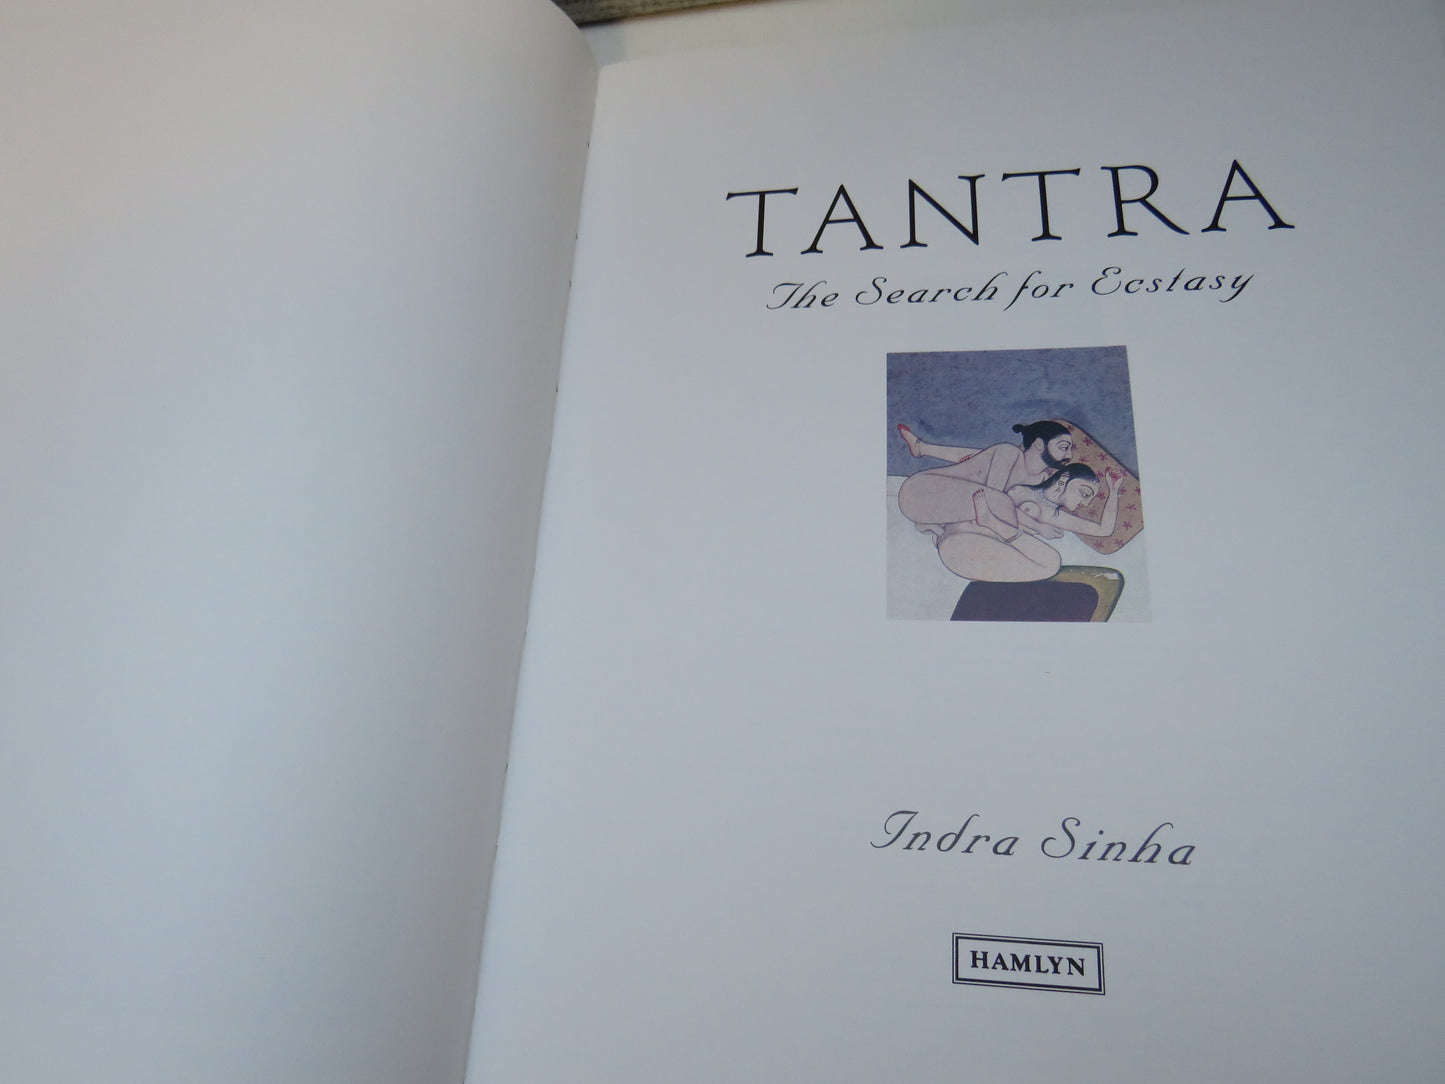 TANTRA
The Search for Ecstasy
Indra Sinha
HAMLYN